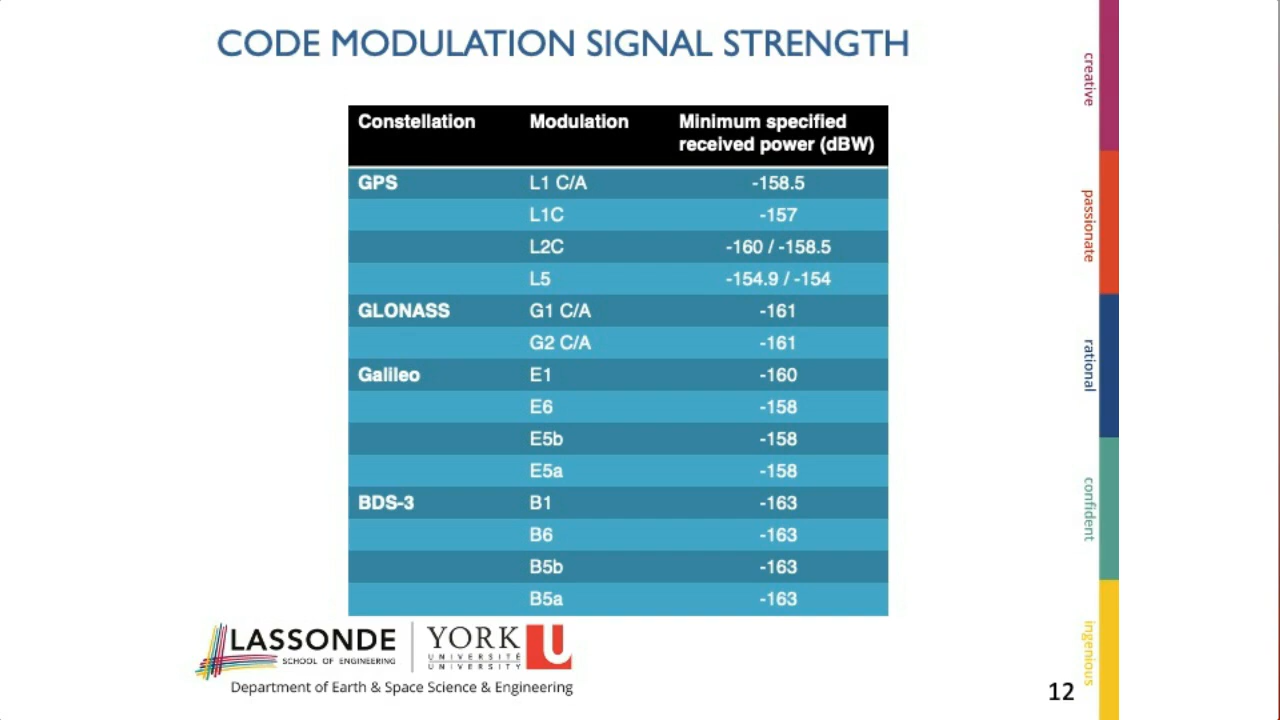 CODE MODULATION SIGNAL STRENGTH
Constellation Modulation Minimum specified received power (dBW)
GPS L1 C/A -158.5
L1C -157
L2C -160 / -158.5
L5 -154.9 / -154
GLONASS G1 C/A -161
G2 C/A -161
Galileo E1 -160
E6 -158
E5b -158
E5a -158
BDS-3 B1 -163
B6 -163
B5b -163
B5a -163
LASSONDE
SCHOOL OF ENGINEERING
YORK
UNIVERSITÉ
UNIVERSITY
U
Department of Earth & Space Science & Engineering
12
creative
passionate
rational
confident
ingenious